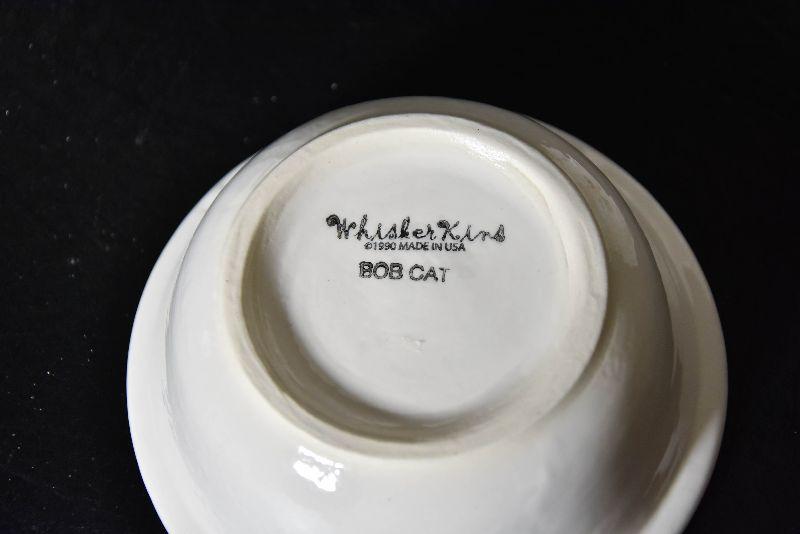 WhiskerKins
©1990 MADE IN USA
BOB CAT